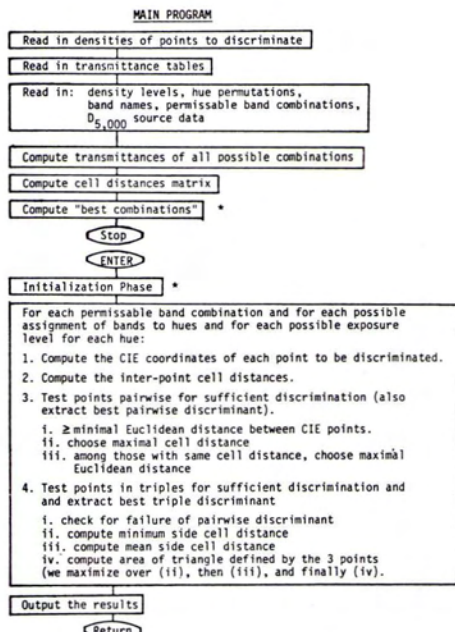 MAIN PROGRAM
Read in densities of points to discriminate
Read in transmittance tables
Read in: density levels, hue permutations,
band names, permissable band combinations,
D5,000 source data
Compute transmittances of all possible combinations
Compute cell distances matrix
Compute "best combinations" *
Stop
ENTER
Initialization Phase *
For each permissable band combination and for each possible
assignment of bands to hues and for each possible exposure
level for each hue:
1. Compute the CIE coordinates of each point to be discriminated.
2. Compute the inter-point cell distances.
3. Test points pairwise for sufficient discrimination (also
extract best pairwise discriminant).
i. ≥ minimal Euclidean distance between CIE points.
ii. choose maximal cell distance
iii. among those with same cell distance, choose maximal
Euclidean distance
4. Test points in triples for sufficient discrimination and
and extract best triple discriminant
i. check for failure of pairwise discriminant
ii. compute minimum side cell distance
iii. compute mean side cell distance
iv. compute area of triangle defined by the 3 points
(we maximize over (ii), then (iii), and finally (iv).
Output the results
Return